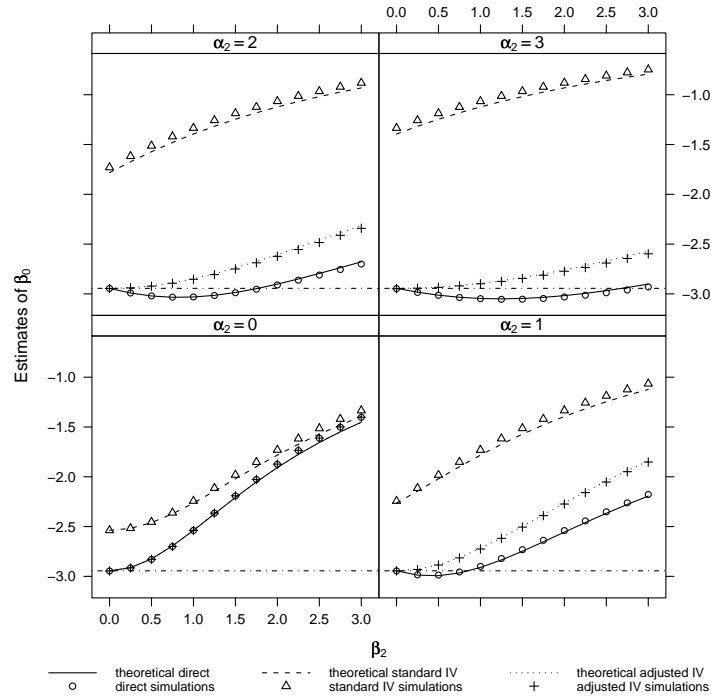 0.0 0.5 1.0 1.5 2.0 2.5 3.0
α₂ = 2
α₂ = 3
−1.0
−1.5
−2.0
−2.5
−3.0
Estimates of β₀
α₂ = 0
α₂ = 1
−1.0
−1.5
−2.0
−2.5
−3.0
0.0 0.5 1.0 1.5 2.0 2.5 3.0
β₂
theoretical direct
theoretical standard IV
theoretical adjusted IV
direct simulations
standard IV simulations
adjusted IV simulations